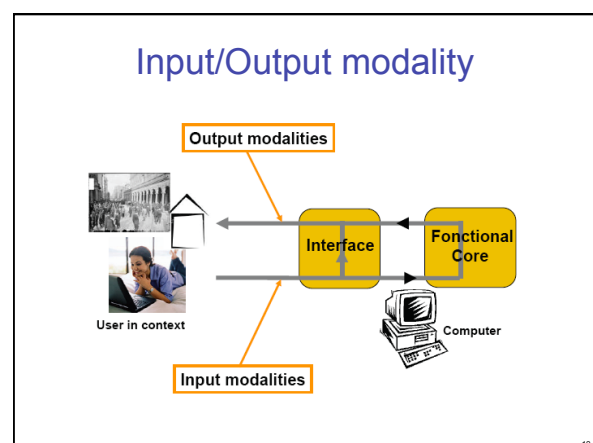 Input/Output modality
Output modalities
Interface
Fonctional
Core
User in context
Computer
Input modalities